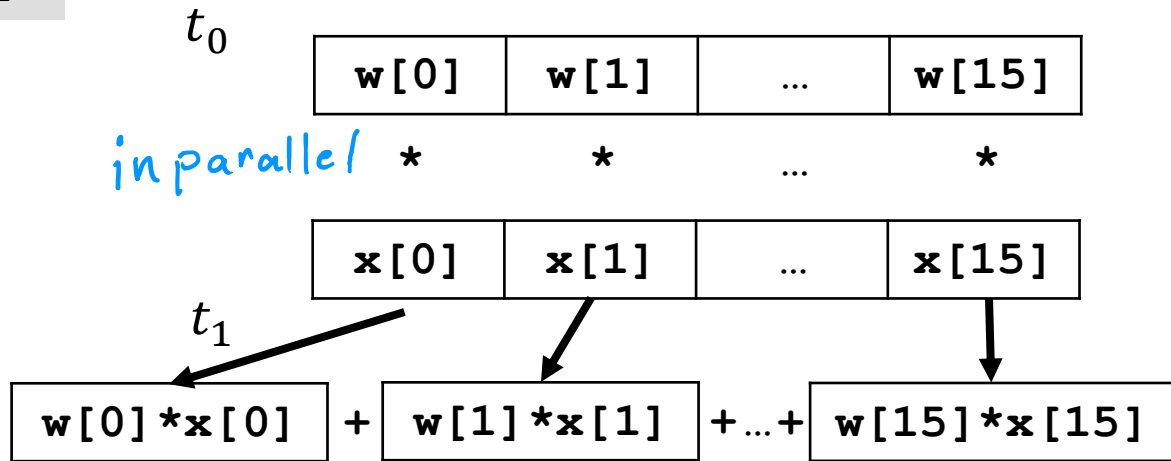 t₀
w[0] w[1] … w[15]
in parallel * * … *
x[0] x[1] … x[15]
t₁
w[0]*x[0] + w[1]*x[1] +…+ w[15]*x[15]